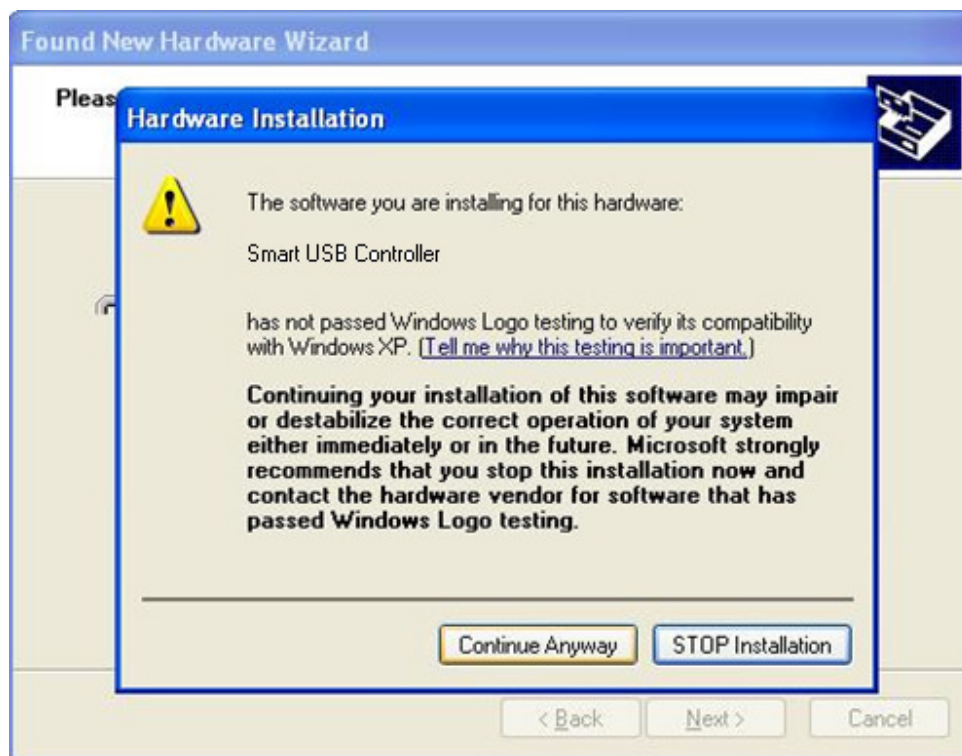 Found New Hardware Wizard
Pleas
Hardware Installation
The software you are installing for this hardware:
Smart USB Controller
has not passed Windows Logo testing to verify its compatibility
with Windows XP. (Tell me why this testing is important.)
Continuing your installation of this software may impair
or destabilize the correct operation of your system
either immediately or in the future. Microsoft strongly
recommends that you stop this installation now and
contact the hardware vendor for software that has
passed Windows Logo testing.
Continue Anyway STOP Installation
< Back Next > Cancel